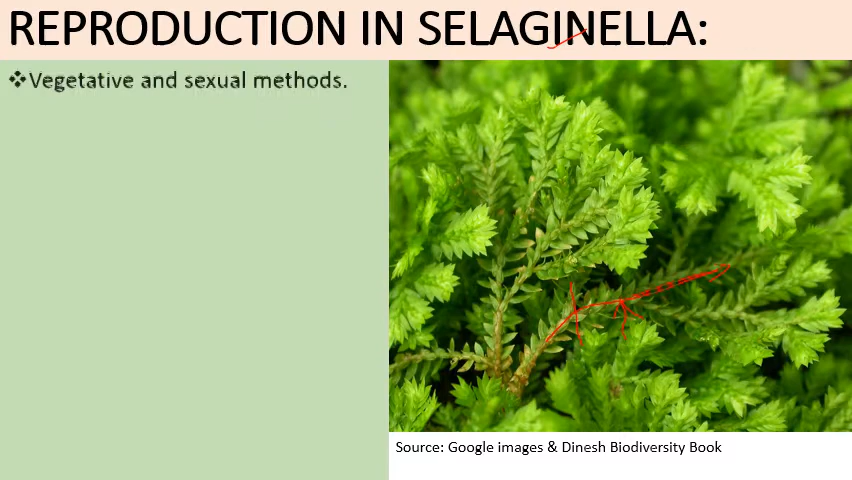 REPRODUCTION IN SELAGINELLA:
❖Vegetative and sexual methods.
Source: Google images & Dinesh Biodiversity Book